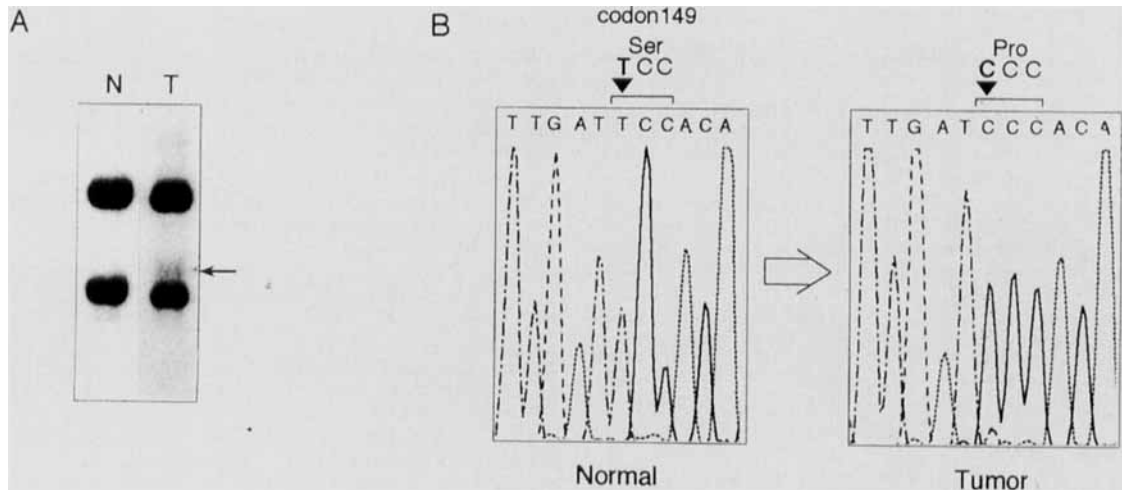 A
N T
B
codon149
Ser
TCC
T T G A T T C C A C A
Normal
Pro
CCC
T T G A T C C C A C A
Tumor